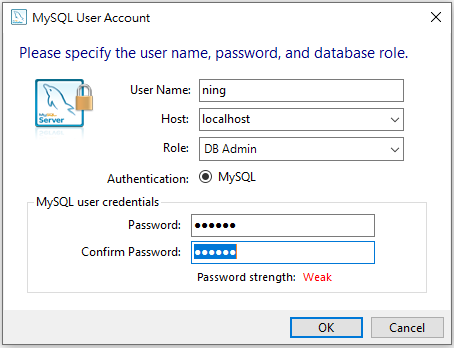 MySQL User Account
Please specify the user name, password, and database role.
User Name: ning
Host: localhost
Role: DB Admin
Authentication: MySQL
MySQL
Server
MySQL user credentials
Password: ●●●●●●
Confirm Password: ●●●●●●
Password strength: Weak
OK Cancel